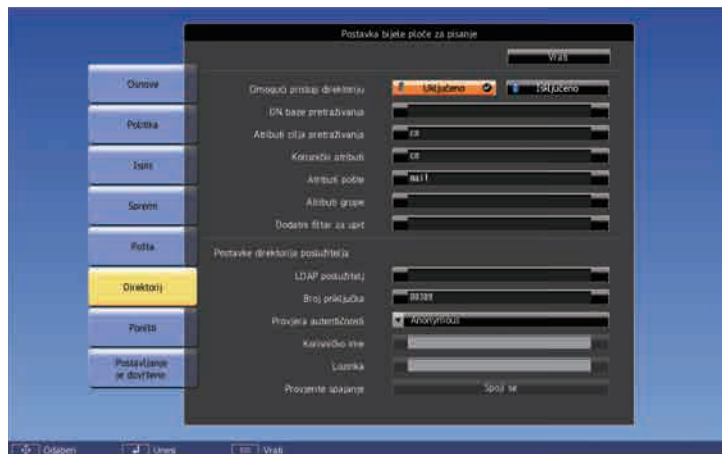 Postavka bijele ploče za pisanje
Vrati
Osnove
Politika
Ispis
Spremi
Pošta
Direktorij
Poništi
Postavljanje
je dovršeno
Omogući pristup direktoriju
Uključeno
Isključeno
DN baze pretraživanja
Atributi cilja pretraživanja
cn
Korisnički atributi
cn
Atributi pošte
mail
Atributi grupe
Dodatni filtar za upit
Postavke direktorija poslužitelja
LDAP poslužitelj
Broj priključka
00389
Provjera autentičnosti
Anonymous
Korisničko ime
Lozinka
Provjerite spajanje
Spoji se
Odaberi
Unesi
Vrati